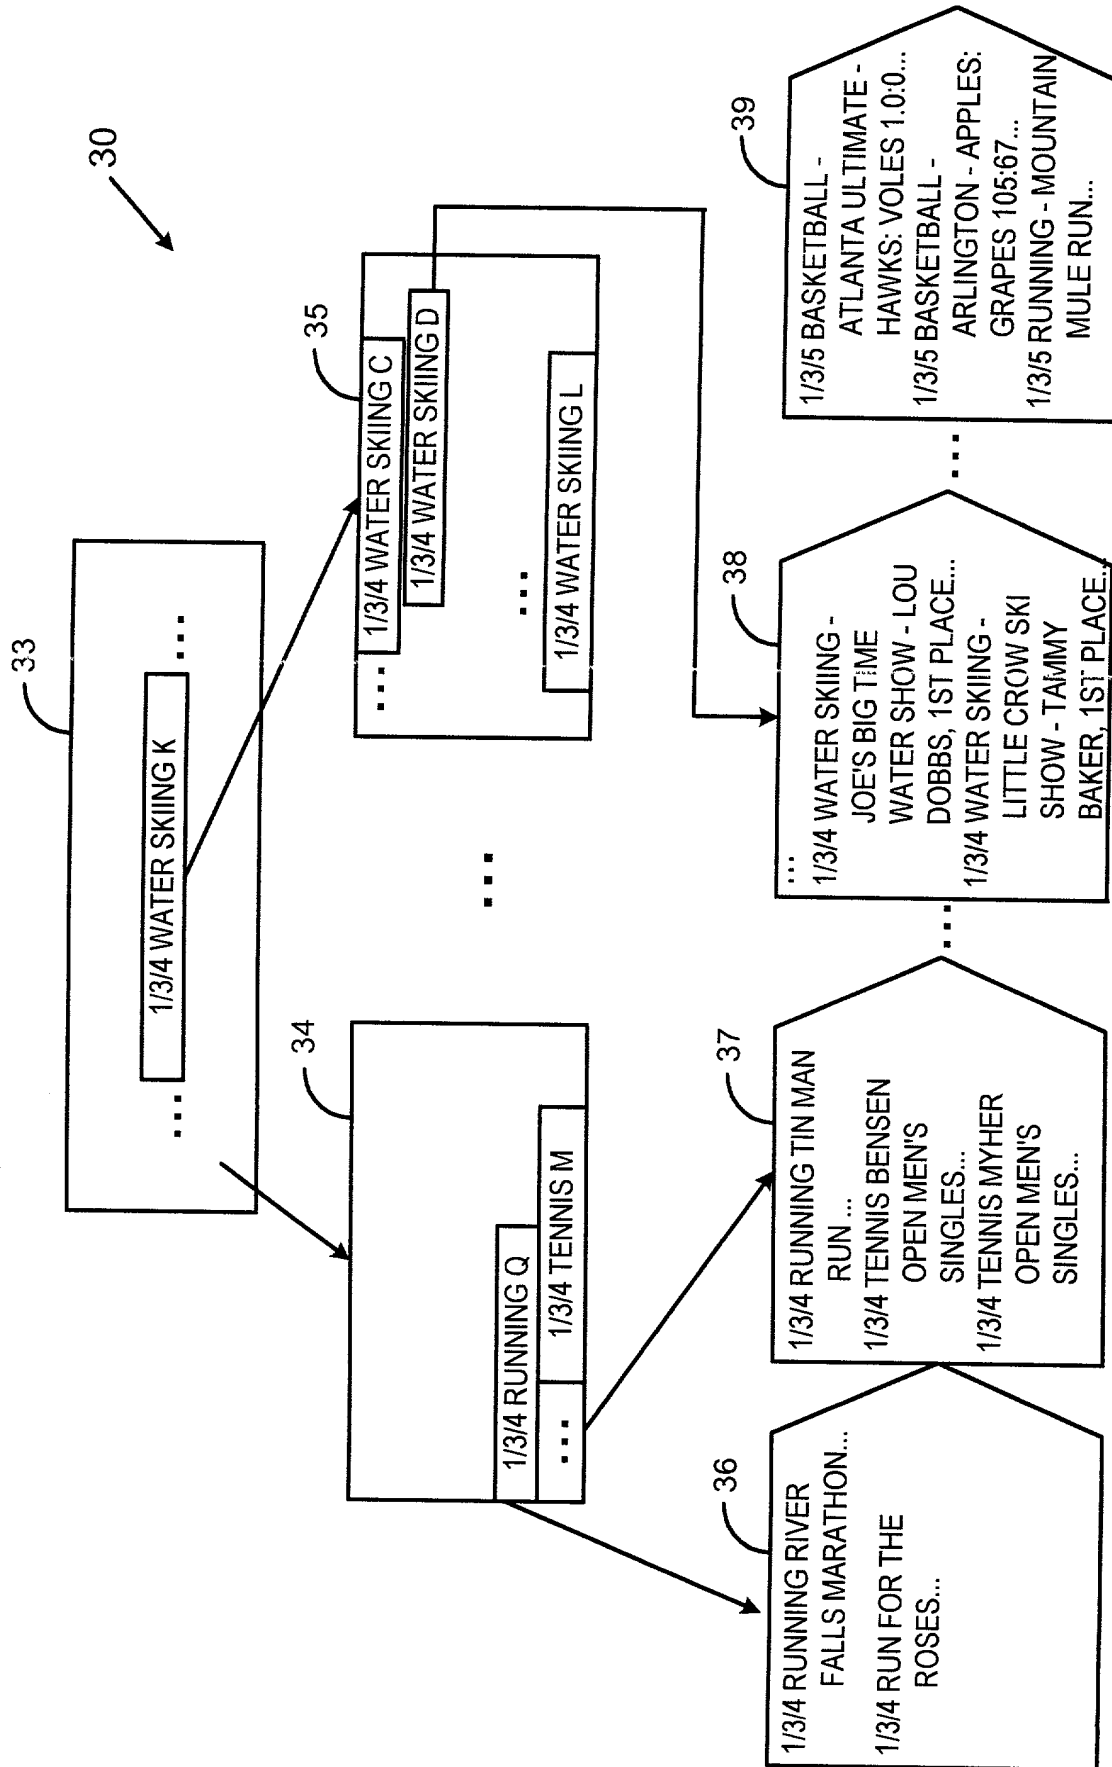 30
33
... 1/3/4 WATER SKIING K ...
34
1/3/4 RUNNING Q
... 1/3/4 TENNIS M
...
35
... 1/3/4 WATER SKIING C
1/3/4 WATER SKIING D
...
1/3/4 WATER SKIING L
36
1/3/4 RUNNING RIVER
FALLS MARATHON...
1/3/4 RUN FOR THE
ROSES...
37
1/3/4 RUNNING TIN MAN
RUN ...
1/3/4 TENNIS BENSEN
OPEN MEN'S
SINGLES...
1/3/4 TENNIS MYHER
OPEN MEN'S
SINGLES...
...
38
...
1/3/4 WATER SKIING -
JOE'S BIG TIME
WATER SHOW - LOU
DOBBS, 1ST PLACE...
1/3/4 WATER SKIING -
LITTLE CROW SKI
SHOW - TAMMY
BAKER, 1ST PLACE...
...
39
1/3/5 BASKETBALL -
ATLANTA ULTIMATE -
HAWKS: VOLES 1.0:0...
1/3/5 BASKETBALL -
ARLINGTON - APPLES:
GRAPES 105:67...
1/3/5 RUNNING - MOUNTAIN
MULE RUN...